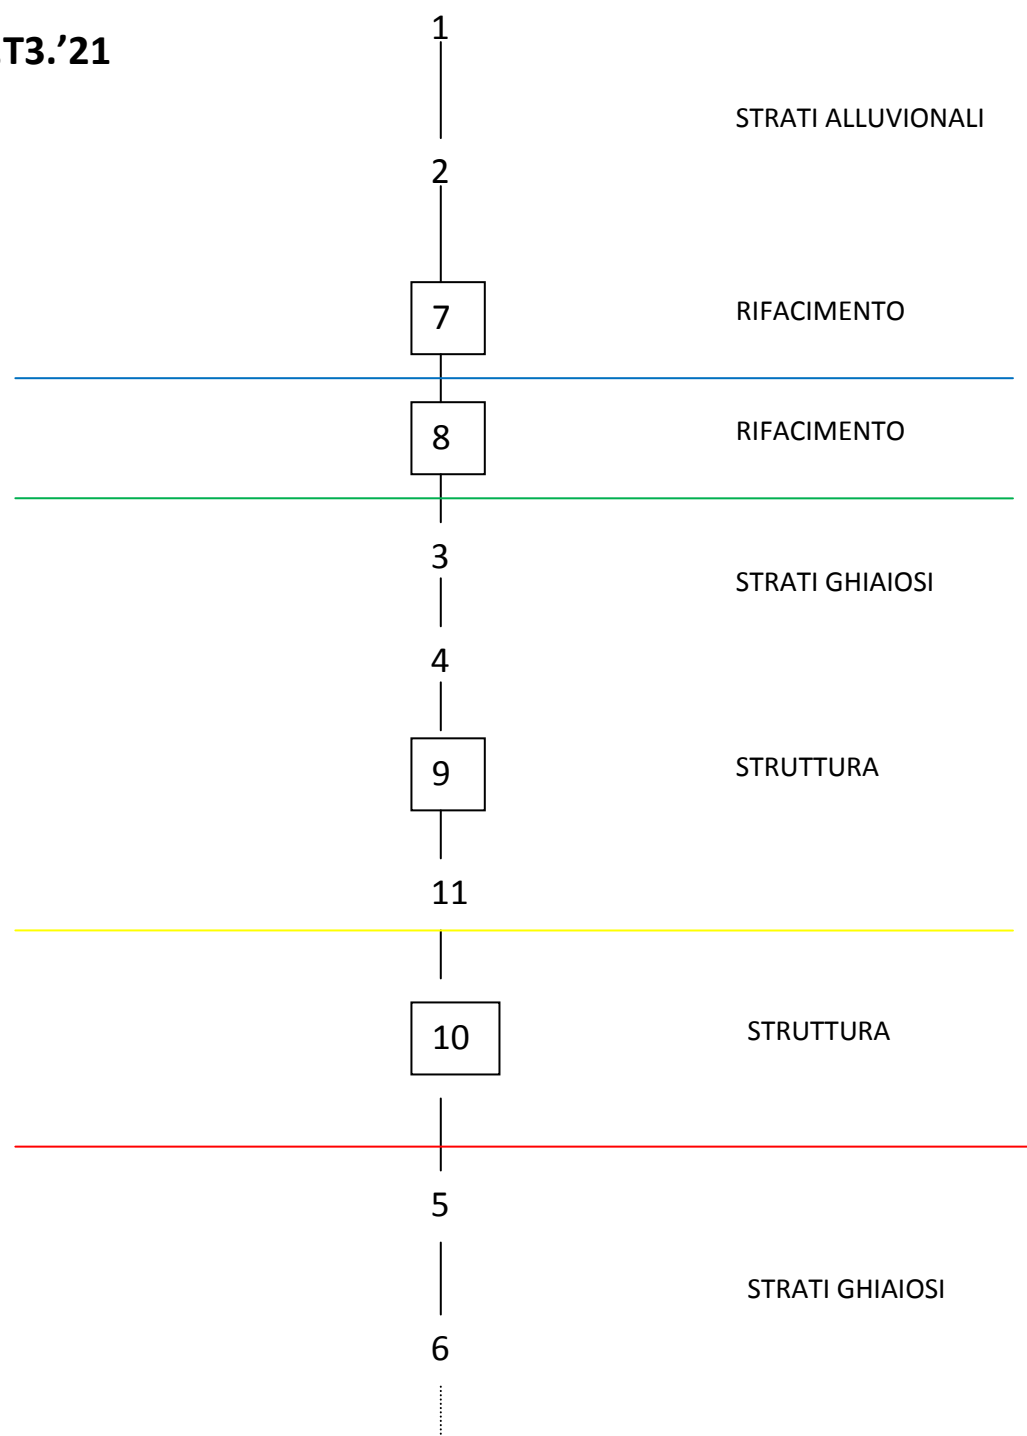 1
.T3.’21
STRATI ALLUVIONALI
2
7 RIFACIMENTO
8 RIFACIMENTO
3
STRATI GHIAIOSI
4
9 STRUTTURA
11
10 STRUTTURA
5
STRATI GHIAIOSI
6